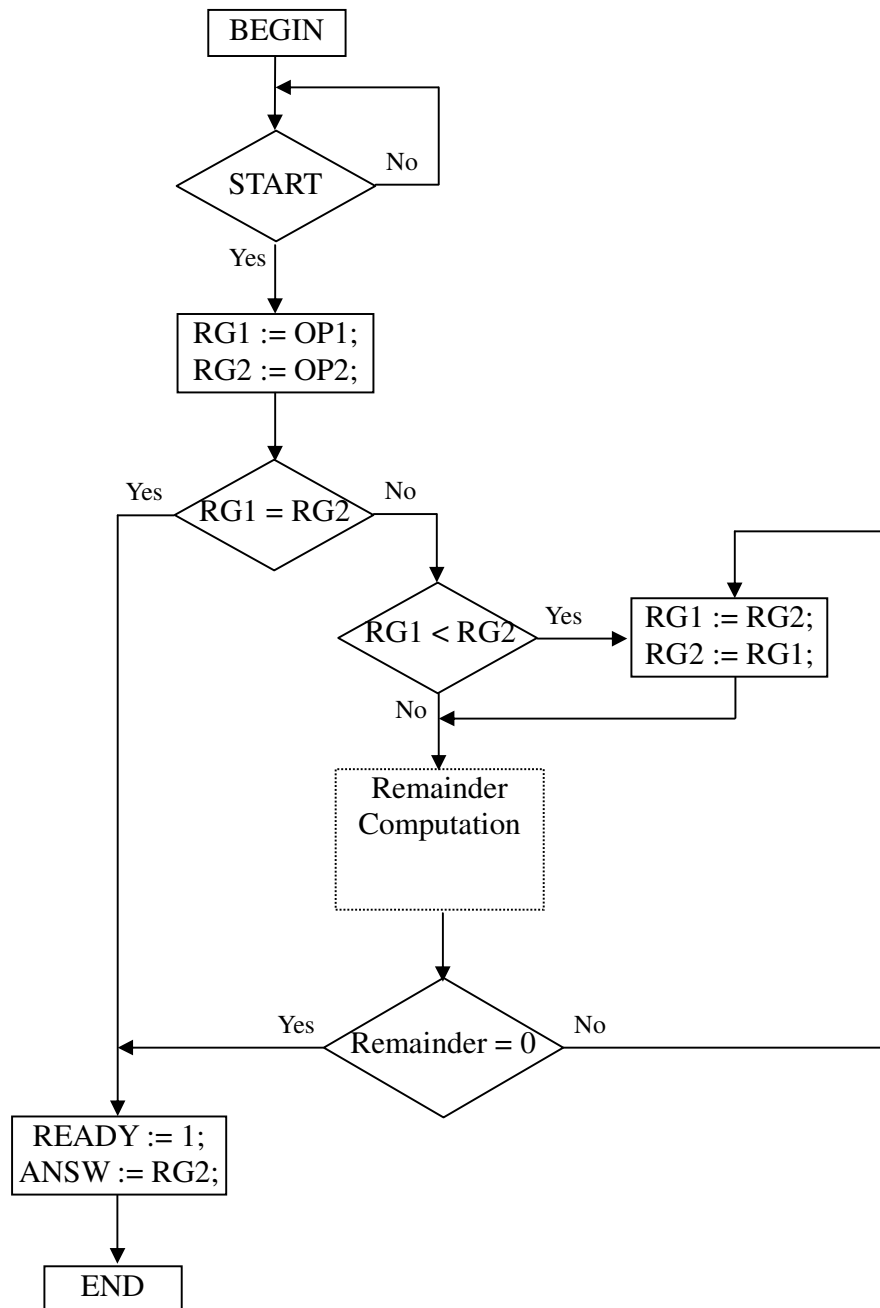 BEGIN
START
No
Yes
RG1 := OP1;
RG2 := OP2;
RG1 = RG2
Yes
No
RG1 < RG2
Yes
No
RG1 := RG2;
RG2 := RG1;
Remainder
Computation
Remainder = 0
Yes
No
READY := 1;
ANSW := RG2;
END